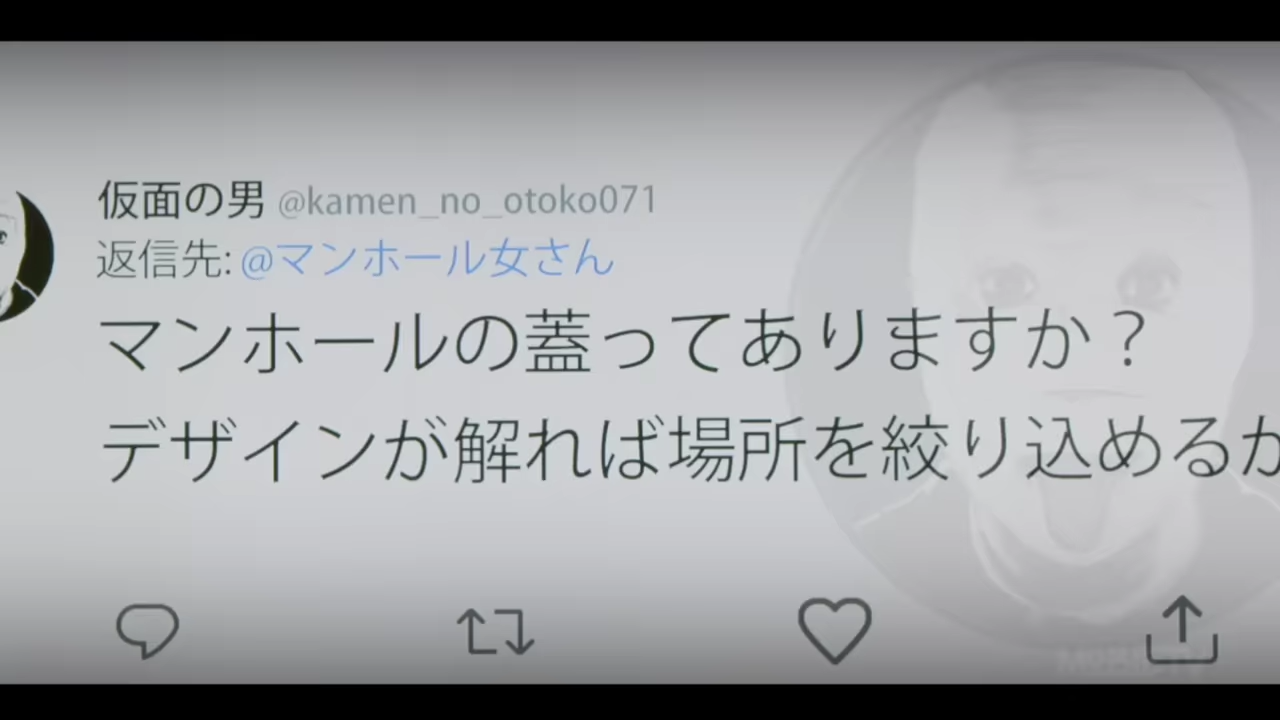 仮面の男 @kamen_no_otoko071
返信先: @マンホール女さん
マンホールの蓋ってありますか？
デザインが解れば場所を絞り込めるか